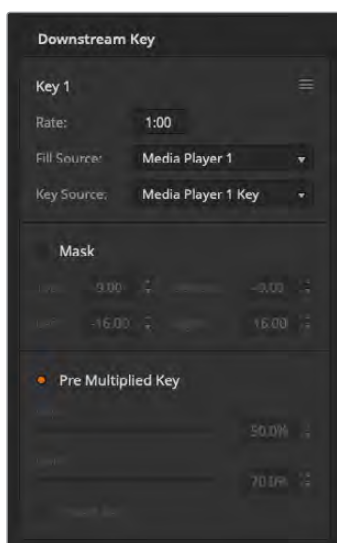 Downstream Key
Key 1
Rate: 1:00
Fill Source: Media Player 1
Key Source: Media Player 1 Key
Mask
-9.00 -9.00
-16.00 16.00
Pre Multiplied Key
50.0%
70.0%